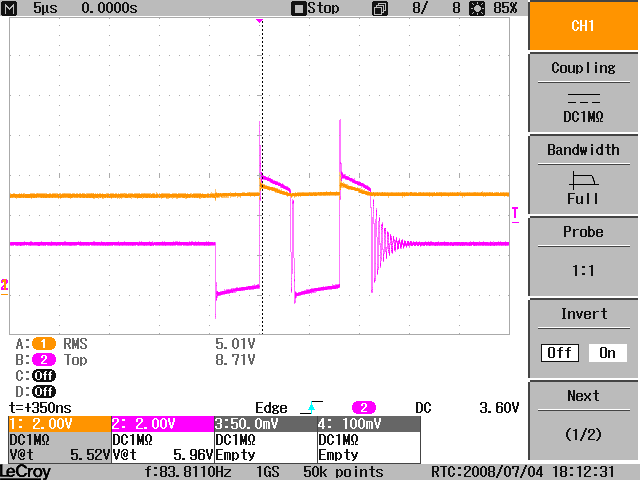 M 5μs 0.0000s Stop 8/ 8 85%
CH1
Coupling
DC1MΩ
Bandwidth
Full
T
Probe
1:1
2
Invert
Off On
A: 1 RMS 5.01V
B: 2 Top 8.71V
C: Off
D: Off
Next
(1/2)
t=+350ns Edge 2 DC 3.60V
1: 2.00V 2: 2.00V 3:50.0mV 4: 100mV
DC1MΩ DC1MΩ DC1MΩ DC1MΩ
V@t 5.52V V@t 5.96V Empty Empty
LeCroy f:83.8110Hz 1GS 50k points RTC:2008/07/04 18:12:31